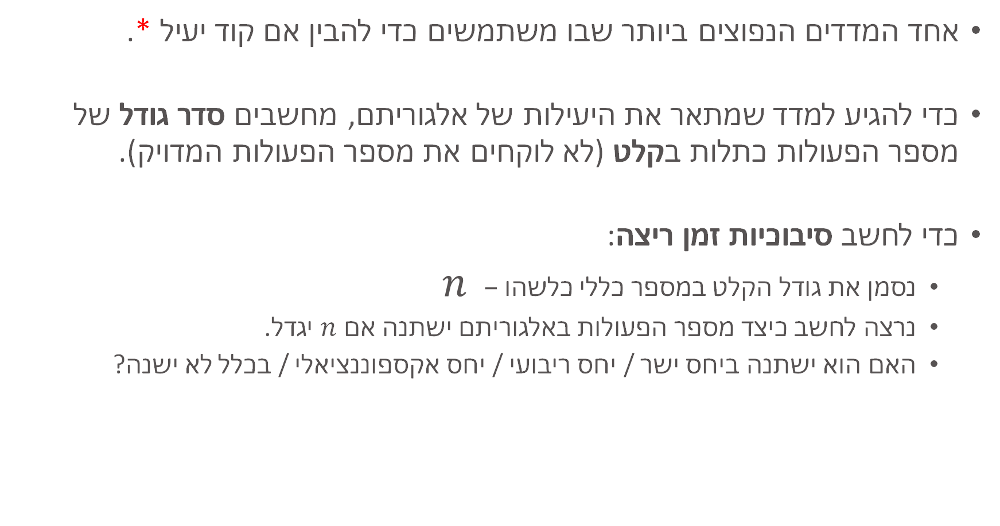 • אחד המדדים הנפוצים ביותר שבו משתמשים כדי להבין אם קוד יעיל *.
• כדי להגיע למדד שמתאר את היעילות של אלגוריתם, מחשבים סדר גודל של
מספר הפעולות כתלות בקלט (לא לוקחים את מספר הפעולות המדויק).
• כדי לחשב סיבוכיות זמן ריצה:
• נסמן את גודל הקלט במספר כללי כלשהו – n
• נרצה לחשב כיצד מספר הפעולות באלגוריתם ישתנה אם n יגדל.
• האם הוא ישתנה ביחס ישר / יחס ריבועי / יחס אקספוננציאלי / בכלל לא ישנה?